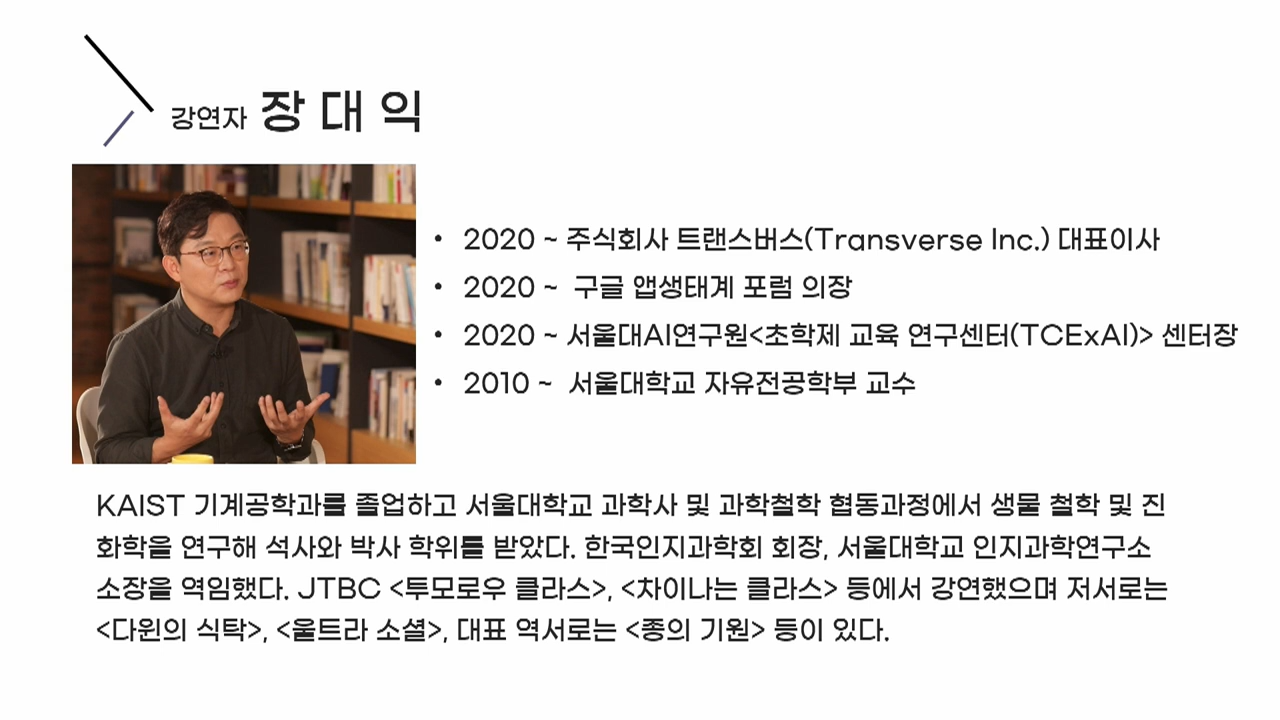 강연자 장 대 익
• 2020 ~ 주식회사 트랜스버스(Transverse Inc.) 대표이사
• 2020 ~ 구글 앱생태계 포럼 의장
• 2020 ~ 서울대AI연구원<초학제 교육 연구센터(TCExAI)> 센터장
• 2010 ~ 서울대학교 자유전공학부 교수
KAIST 기계공학과를 졸업하고 서울대학교 과학사 및 과학철학 협동과정에서 생물 철학 및 진
화학을 연구해 석사와 박사 학위를 받았다. 한국인지과학회 회장, 서울대학교 인지과학연구소
소장을 역임했다. JTBC <투모로우 클라스>, <차이나는 클라스> 등에서 강연했으며 저서로는
<다윈의 식탁>, <울트라 소셜>, 대표 역서로는 <종의 기원> 등이 있다.